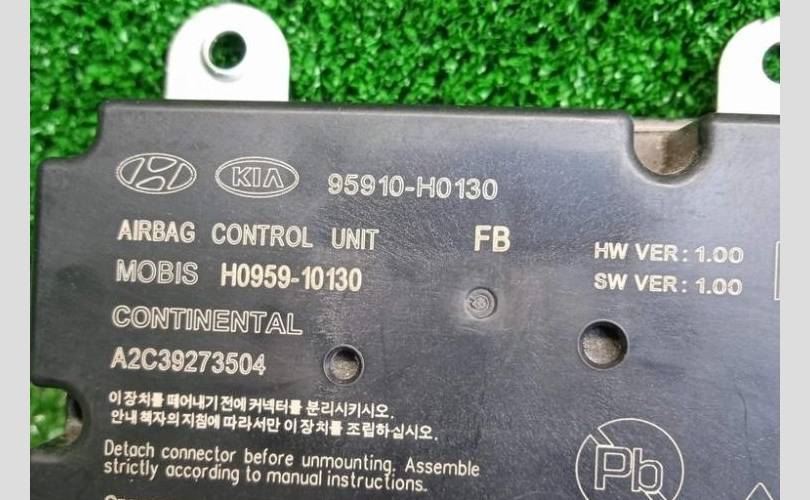 KIA 95910-H0130
AIRBAG CONTROL UNIT FB
MOBIS H0959-10130
HW VER: 1.00
SW VER: 1.00
CONTINENTAL
A2C39273504
이 장치를 떼어내기 전에 커넥터를 분리시키시오.
안내 책자의 지침에 따라서만 이 장치를 조립하십시오.
Detach connector before unmounting. Assemble
strictly according to manual instructions.
Pb